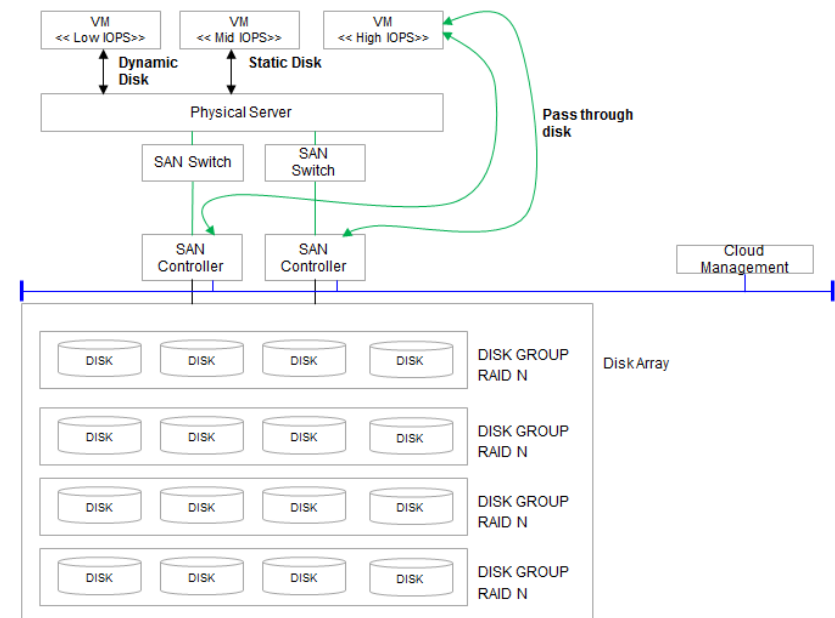 VM
<< Low IOPS>>
VM
<< Mid IOPS>>
VM
<< High IOPS>>
Dynamic
Disk
Static Disk
Physical Server
Pass through
disk
SAN Switch
SAN
Switch
SAN
Controller
SAN
Controller
Cloud
Management
DISK
DISK
DISK
DISK
DISK GROUP
RAID N
Disk Array
DISK
DISK
DISK
DISK
DISK GROUP
RAID N
DISK
DISK
DISK
DISK
DISK GROUP
RAID N
DISK
DISK
DISK
DISK
DISK GROUP
RAID N